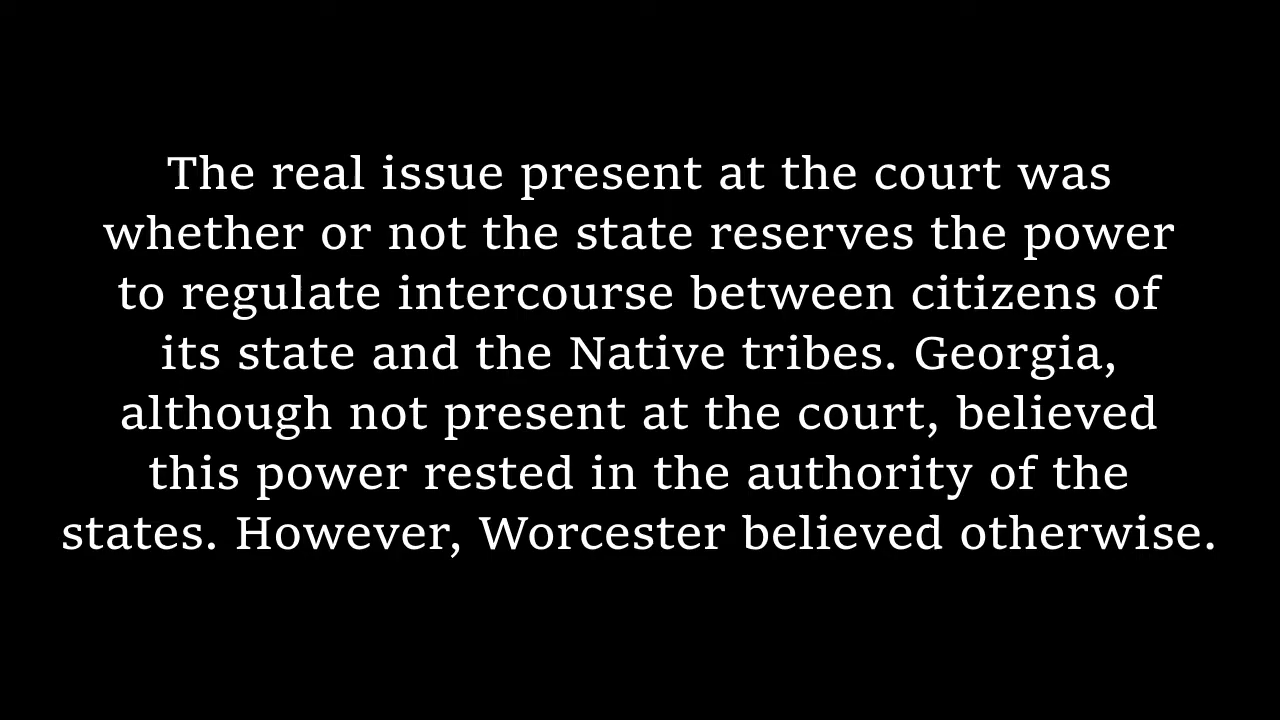 The real issue present at the court was
whether or not the state reserves the power
to regulate intercourse between citizens of
its state and the Native tribes. Georgia,
although not present at the court, believed
this power rested in the authority of the
states. However, Worcester believed otherwise.